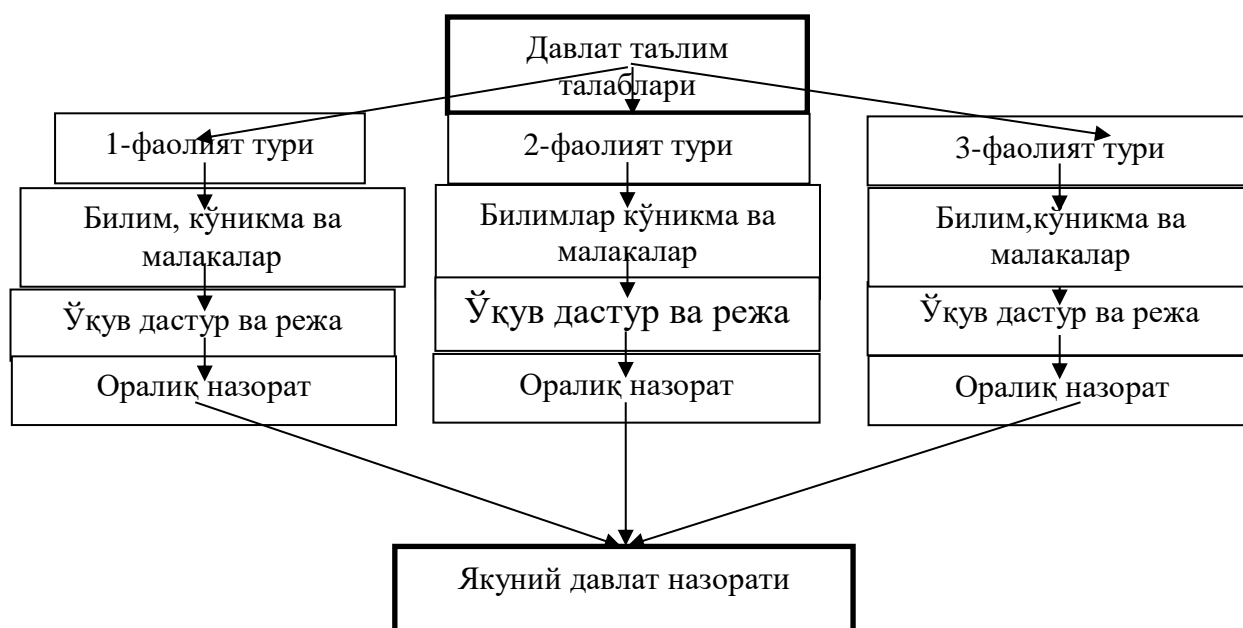 Давлат таълим
талаблари
1-фаолият тури
2-фаолият тури
3-фаолият тури
Билим, кўникма ва
малакалар
Билимлар кўникма ва
малакалар
Билим,кўникма ва
малакалар
Ўқув дастур ва режа
Ўқув дастур ва режа
Ўқув дастур ва режа
Оралиқ назорат
Оралиқ назорат
Оралиқ назорат
Якуний давлат назорати